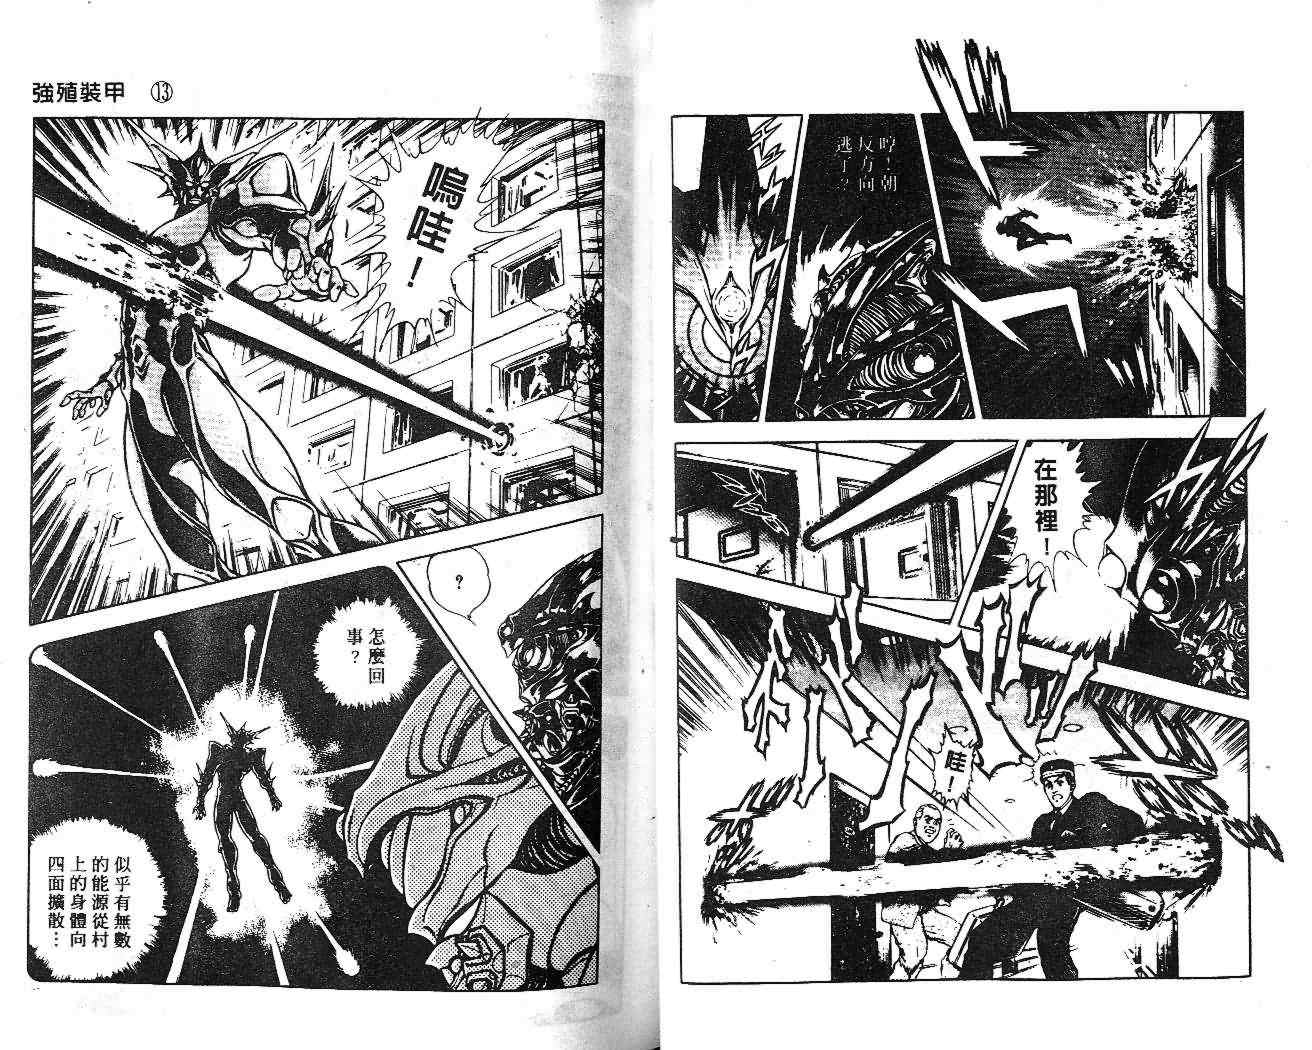 強殖裝甲 ⑬
哼！朝
反方向
逃了？
在那裡！
哇！
嗚哇！
？
怎麼回
事？
似乎有無數
的能源從村
上的身體向
四面擴散…